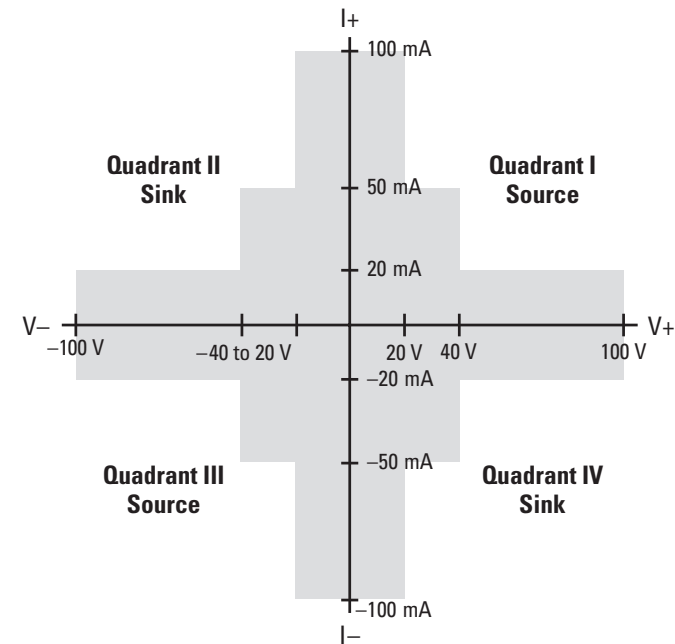 I+
100 mA
Quadrant II
Sink
Quadrant I
Source
50 mA
20 mA
V−
V+
−100 V
−40 to 20 V
20 V
40 V
100 V
−20 mA
−50 mA
Quadrant III
Source
Quadrant IV
Sink
−100 mA
I−